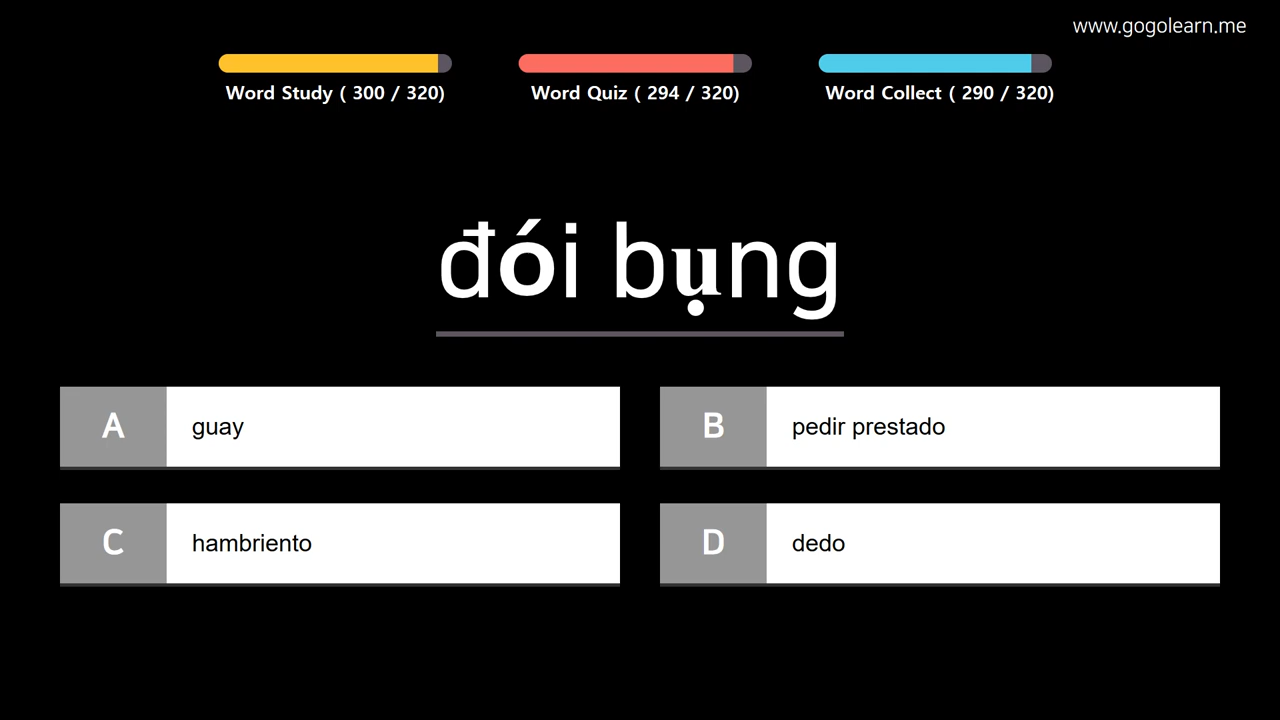 www.gogolearn.me
Word Study ( 300 / 320)
Word Quiz ( 294 / 320)
Word Collect ( 290 / 320)
đói bụng
A guay
B pedir prestado
C hambriento
D dedo